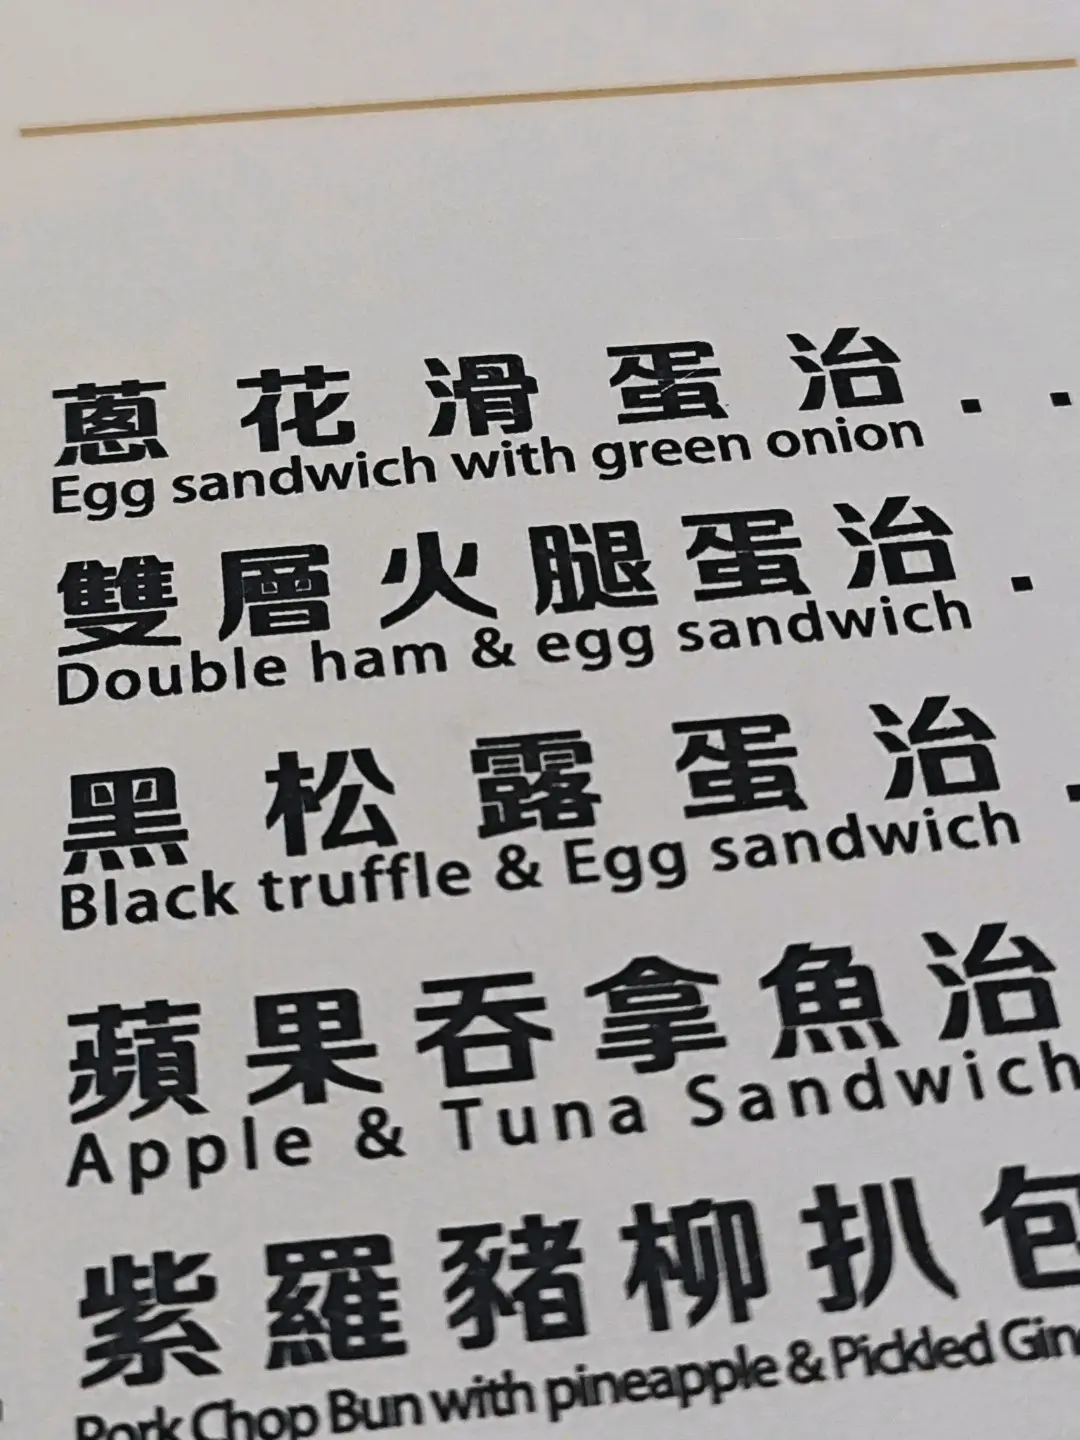 蔥花滑蛋治 . .
Egg sandwich with green onion
雙層火腿蛋治 .
Double ham & egg sandwich
黑松露蛋治 .
Black truffle & Egg sandwich
蘋果吞拿魚治
Apple & Tuna Sandwich
紫羅豬柳扒包
Pork Chop Bun with pineapple & Pickled